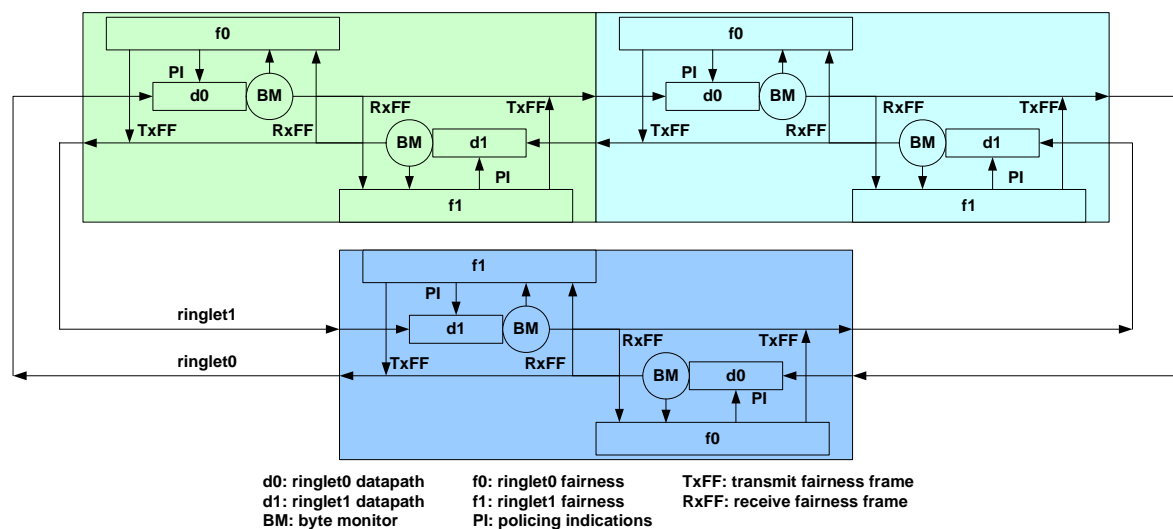 f0
PI
d0
BM
RxFF
TxFF
TxFF
RxFF
BM
d1
PI
f1
f0
PI
d0
BM
RxFF
TxFF
TxFF
RxFF
BM
d1
PI
f1
f1
PI
ringlet1
d1
BM
RxFF
TxFF
ringlet0
TxFF
RxFF
BM
d0
PI
f0
d0: ringlet0 datapath f0: ringlet0 fairness TxFF: transmit fairness frame
d1: ringlet1 datapath f1: ringlet1 fairness RxFF: receive fairness frame
BM: byte monitor PI: policing indications